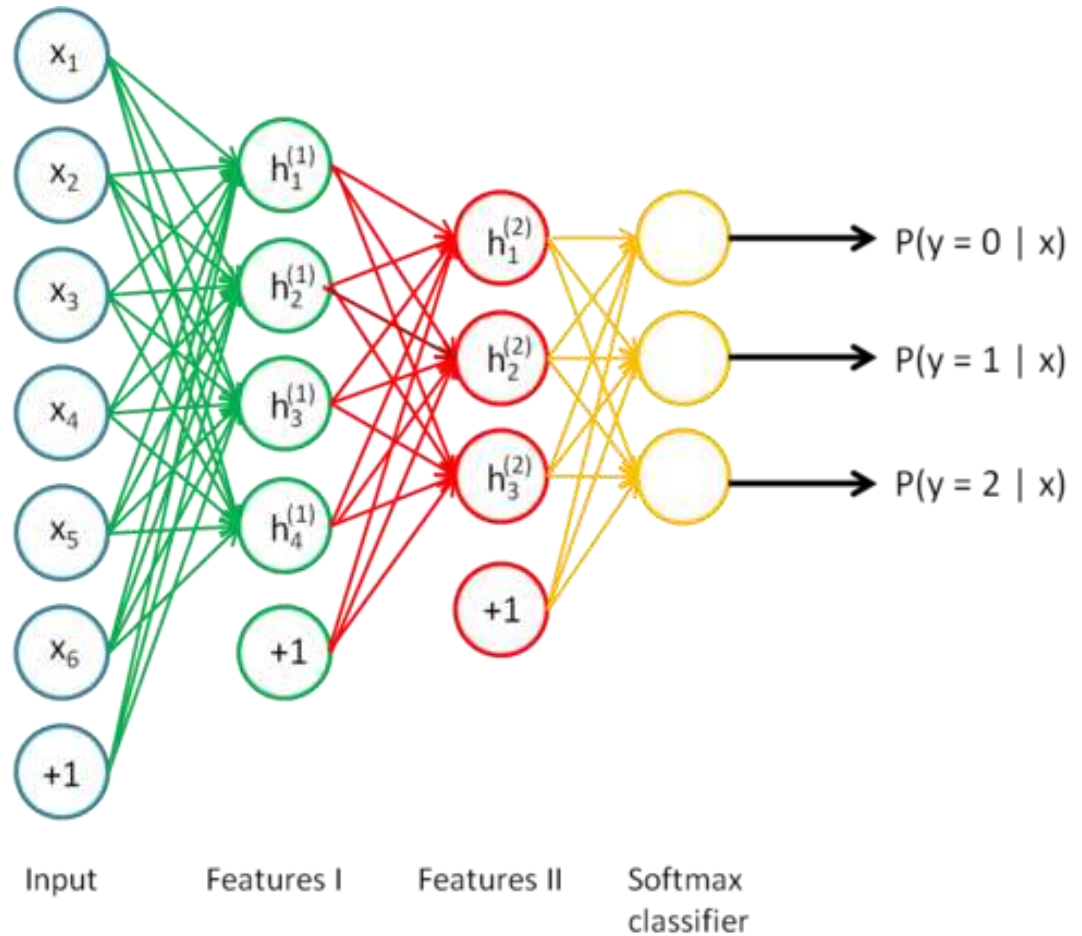 x₁
x₂
x₃
x₄
x₅
x₆
+1
h₁⁽¹⁾
h₂⁽¹⁾
h₃⁽¹⁾
h₄⁽¹⁾
+1
h₁⁽²⁾
h₂⁽²⁾
h₃⁽²⁾
+1
P(y = 0 | x)
P(y = 1 | x)
P(y = 2 | x)
Input
Features I
Features II
Softmax
classifier